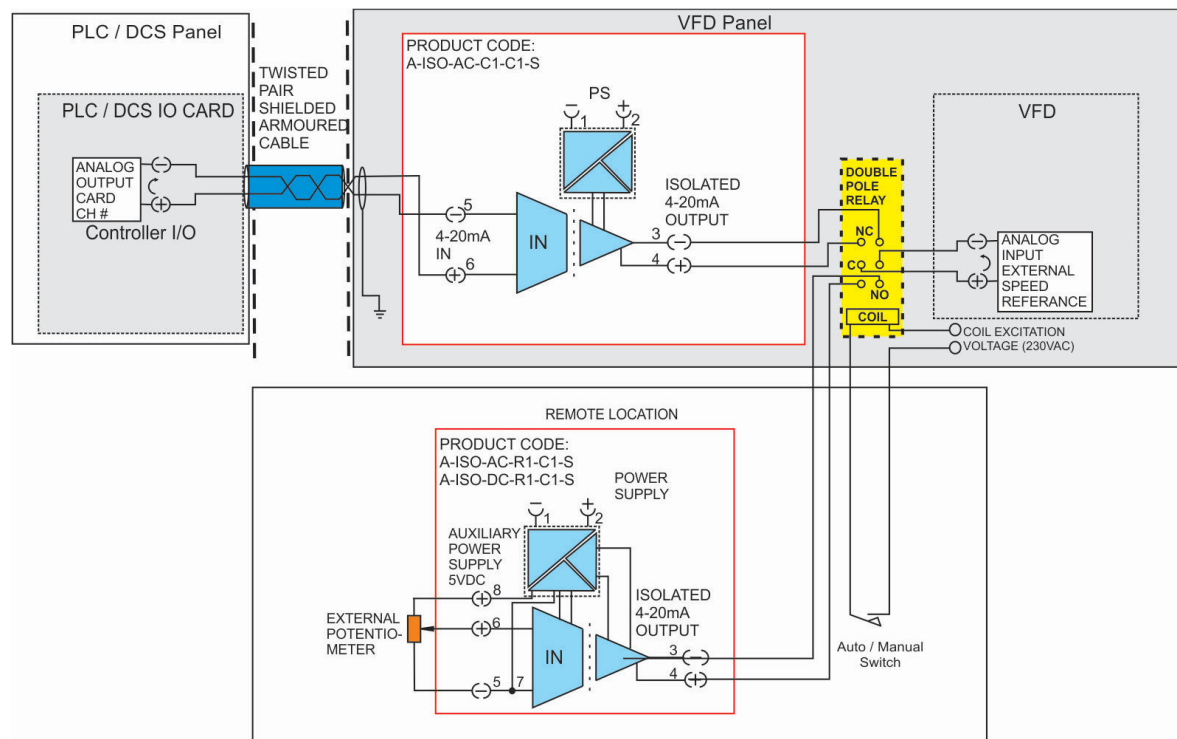 PLC / DCS Panel
PLC / DCS IO CARD
ANALOG
OUTPUT
CARD
CH #
Controller I/O
TWISTED
PAIR
SHIELDED
ARMOURED
CABLE
VFD Panel
PRODUCT CODE:
A-ISO-AC-C1-C1-S
PS
1
2
5
4-20mA
IN
6
IN
ISOLATED
4-20mA
OUTPUT
3
4
DOUBLE
POLE
RELAY
NC
C
NO
COIL
VFD
ANALOG
INPUT
EXTERNAL
SPEED
REFERANCE
COIL EXCITATION
VOLTAGE (230VAC)
REMOTE LOCATION
PRODUCT CODE:
A-ISO-AC-R1-C1-S
A-ISO-DC-R1-C1-S
POWER
SUPPLY
1
2
AUXILIARY
POWER
SUPPLY
5VDC
8
6
5
7
IN
EXTERNAL
POTENTIO-
METER
ISOLATED
4-20mA
OUTPUT
3
4
Auto / Manual
Switch